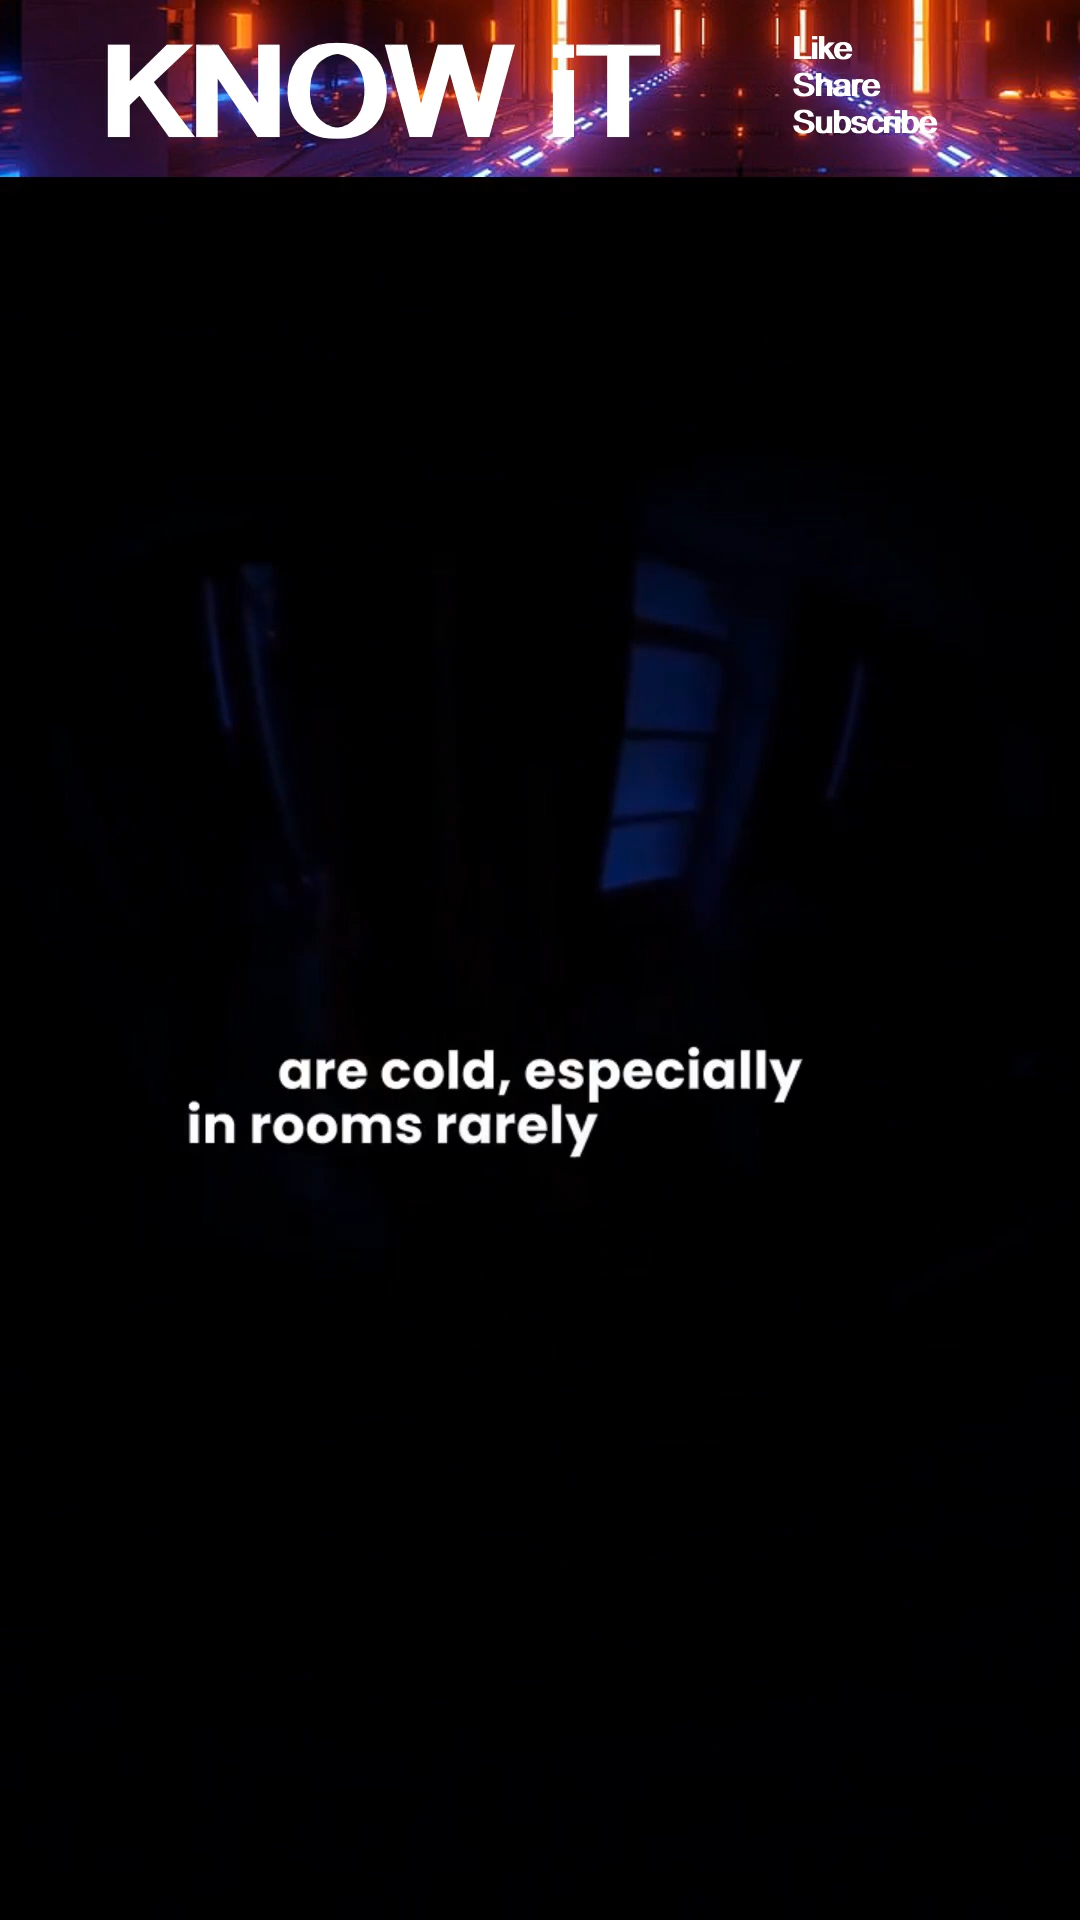 KNOW iT
Like
Share
Subscribe
are cold, especially
in rooms rarely